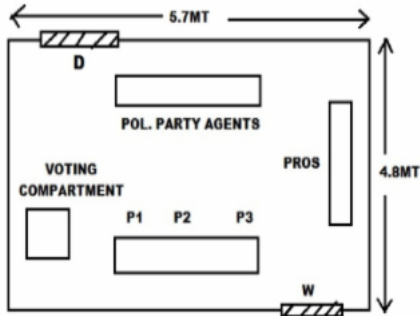 5.7MT
D
POL. PARTY AGENTS
PROS
4.8MT
VOTING
COMPARTMENT
P1 P2 P3
W